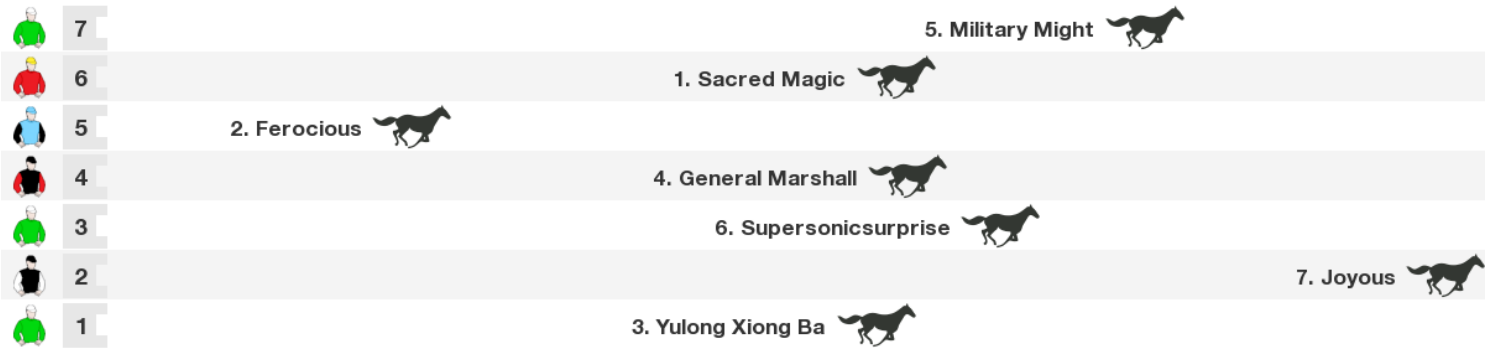 7 5. Military Might
6 1. Sacred Magic
5 2. Ferocious
4 4. General Marshall
3 6. Supersonicsurprise
2 7. Joyous
1 3. Yulong Xiong Ba